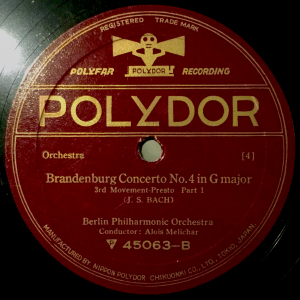 REGISTERED TRADE MARK
POLYFAR POLYDOR RECORDING
POLYDOR
Orchestra [4]
Brandenburg Concerto No. 4 in G major
3rd Movement-Presto Part 1
(J. S. BACH)
Berlin Philharmonic Orchestra
Conductor: Alois Melichar
45063-B
MANUFACTURED BY NIPPON POLYDOR CHIKUONKI CO., LTD., TOKYO, JAPAN.